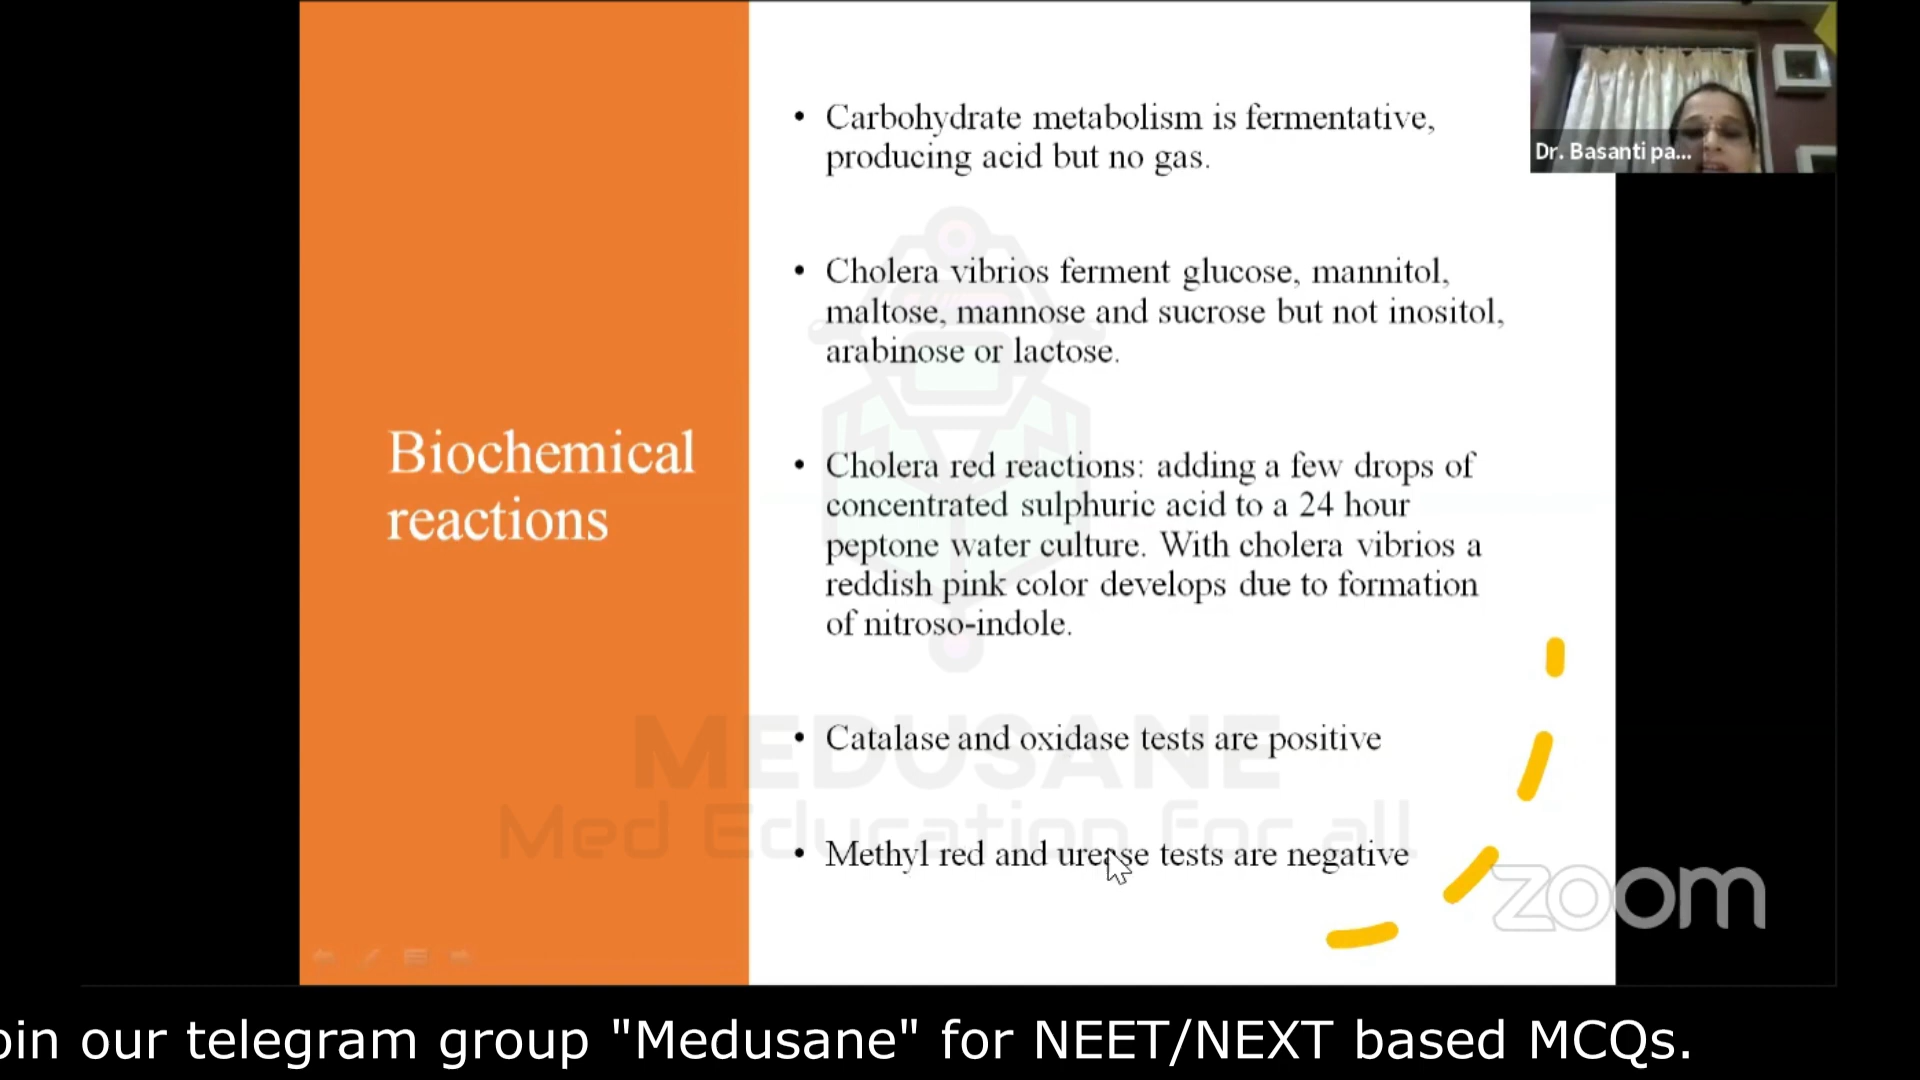 Biochemical
reactions
• Carbohydrate metabolism is fermentative,
producing acid but no gas.
• Cholera vibrios ferment glucose, mannitol,
maltose, mannose and sucrose but not inositol,
arabinose or lactose.
• Cholera red reactions: adding a few drops of
concentrated sulphuric acid to a 24 hour
peptone water culture. With cholera vibrios a
reddish pink color develops due to formation
of nitroso-indole.
• Catalase and oxidase tests are positive
• Methyl red and urease tests are negative
Dr. Basanti pa...
MEDUSANE
Med Education for all
zoom
oin our telegram group "Medusane" for NEET/NEXT based MCQs.